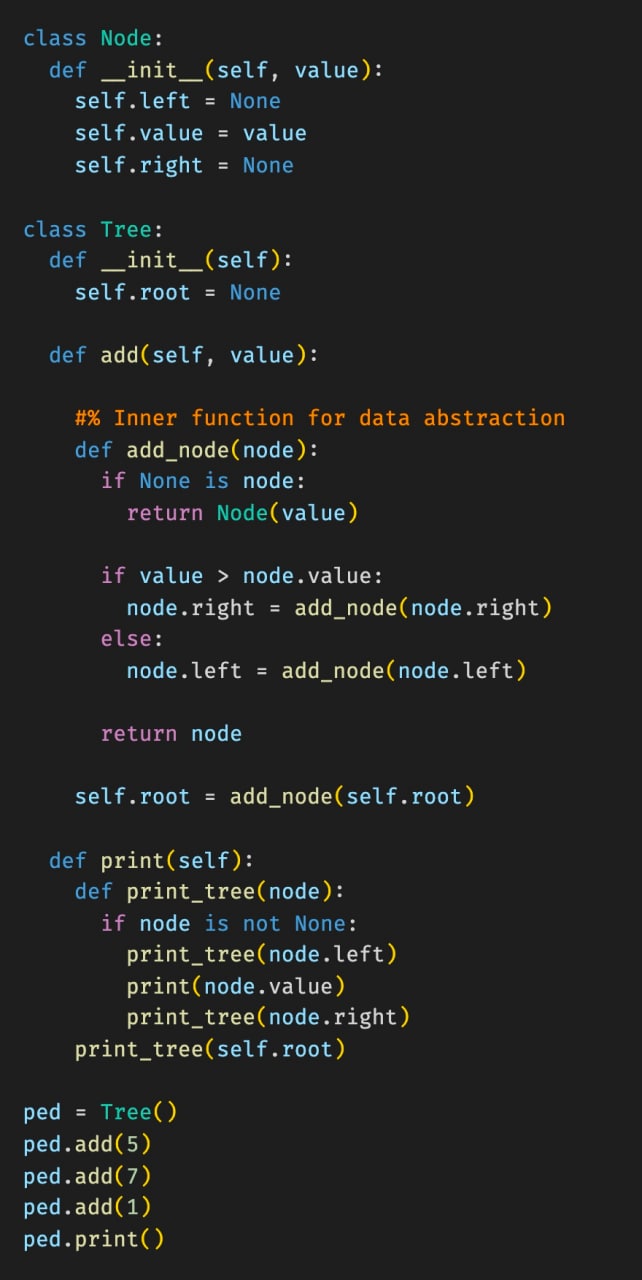 class Node:
  def __init__(self, value):
    self.left = None
    self.value = value
    self.right = None

class Tree:
  def __init__(self):
    self.root = None

  def add(self, value):

    #% Inner function for data abstraction
    def add_node(node):
      if None is node:
        return Node(value)

      if value > node.value:
        node.right = add_node(node.right)
      else:
        node.left = add_node(node.left)

      return node

    self.root = add_node(self.root)

  def print(self):
    def print_tree(node):
      if node is not None:
        print_tree(node.left)
        print(node.value)
        print_tree(node.right)
    print_tree(self.root)

ped = Tree()
ped.add(5)
ped.add(7)
ped.add(1)
ped.print()